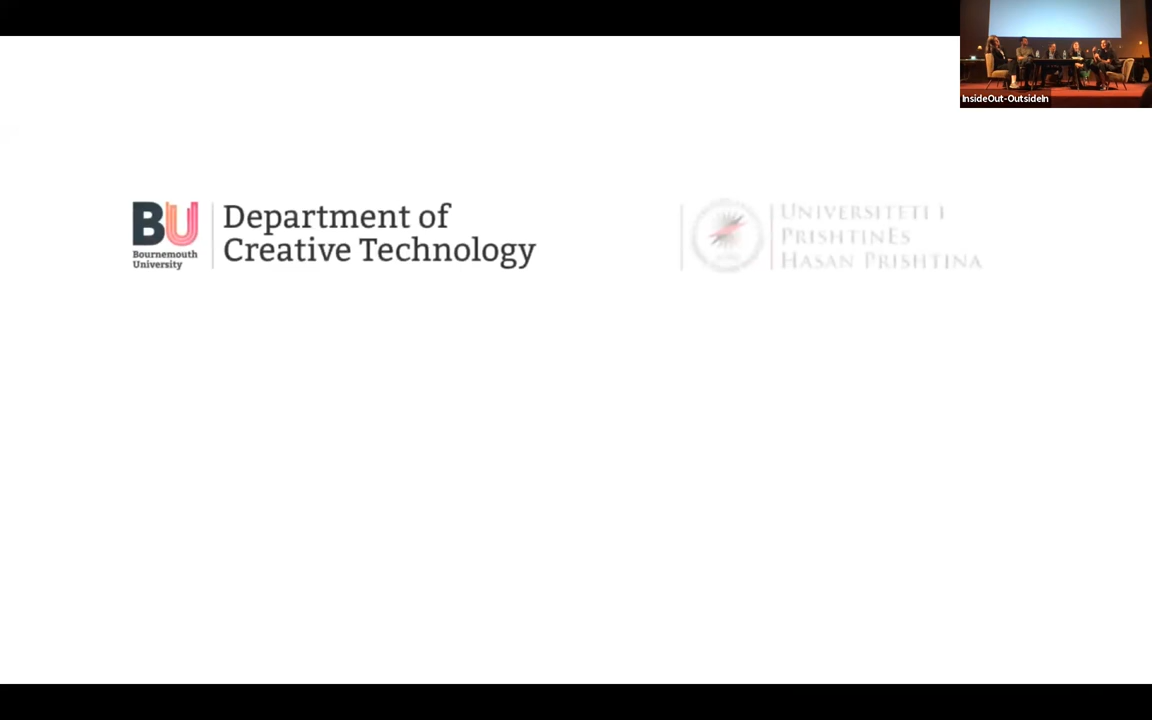 InsideOut-OutsideIn
BU
Bournemouth
University
Department of
Creative Technology
UNIVERSITETI I
PRISHTINËS
HASAN PRISHTINA